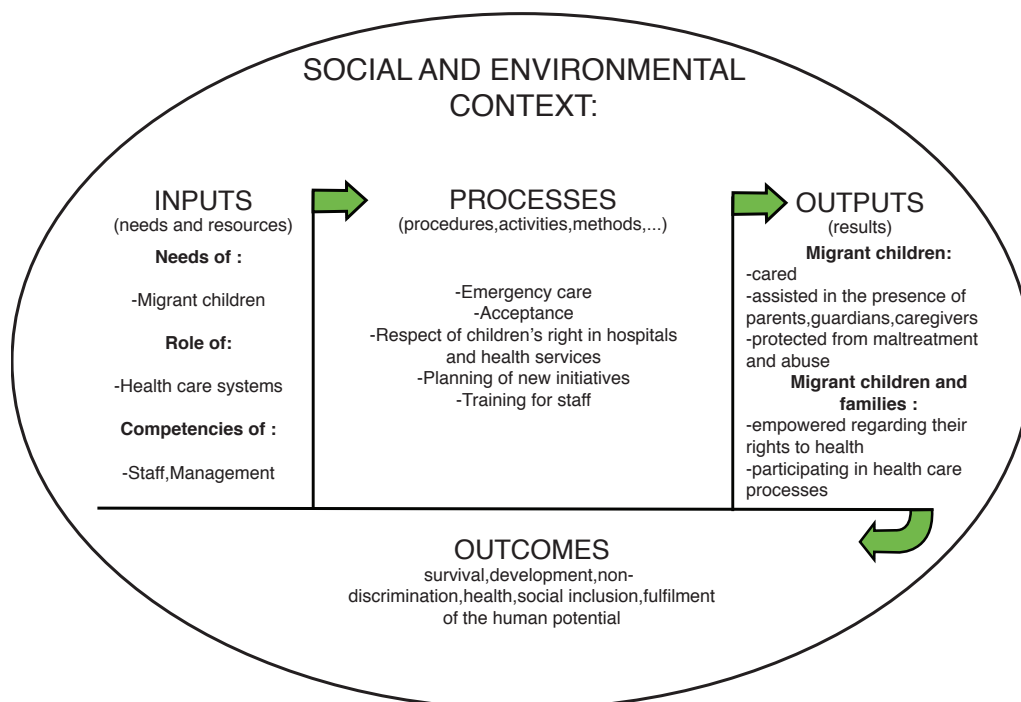 SOCIAL AND ENVIRONMENTAL
CONTEXT:
INPUTS
(needs and resources)
Needs of :
-Migrant children
Role of:
-Health care systems
Competencies of :
-Staff,Management
PROCESSES
(procedures,activities,methods,...)
-Emergency care
-Acceptance
-Respect of children’s right in hospitals
and health services
-Planning of new initiatives
-Training for staff
OUTPUTS
(results)
Migrant children:
-cared
-assisted in the presence of
parents,guardians,caregivers
-protected from maltreatment
and abuse
Migrant children and
families :
-empowered regarding their
rights to health
-participating in health care
processes
OUTCOMES
survival,development,non-
discrimination,health,social inclusion,fulfilment
of the human potential